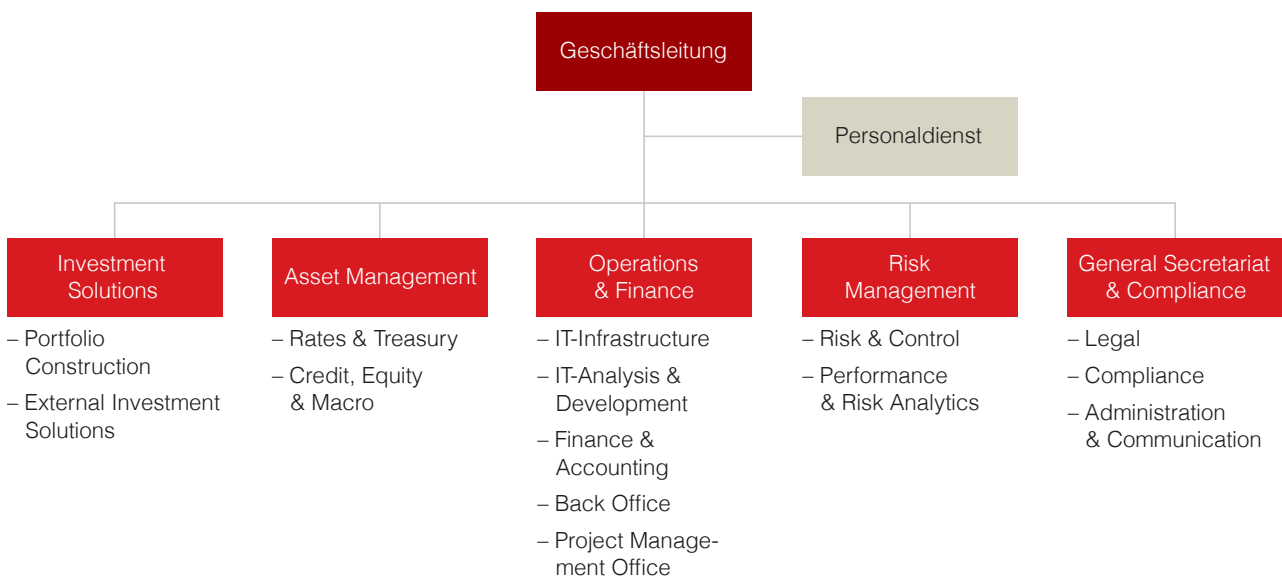 Geschäftsleitung
Personaldienst
Investment
Solutions
– Portfolio
Construction
– External Investment
Solutions
Asset Management
– Rates & Treasury
– Credit, Equity
& Macro
Operations
& Finance
– IT-Infrastructure
– IT-Analysis &
Development
– Finance &
Accounting
– Back Office
– Project Manage-
ment Office
Risk
Management
– Risk & Control
– Performance
& Risk Analytics
General Secretariat
& Compliance
– Legal
– Compliance
– Administration
& Communication